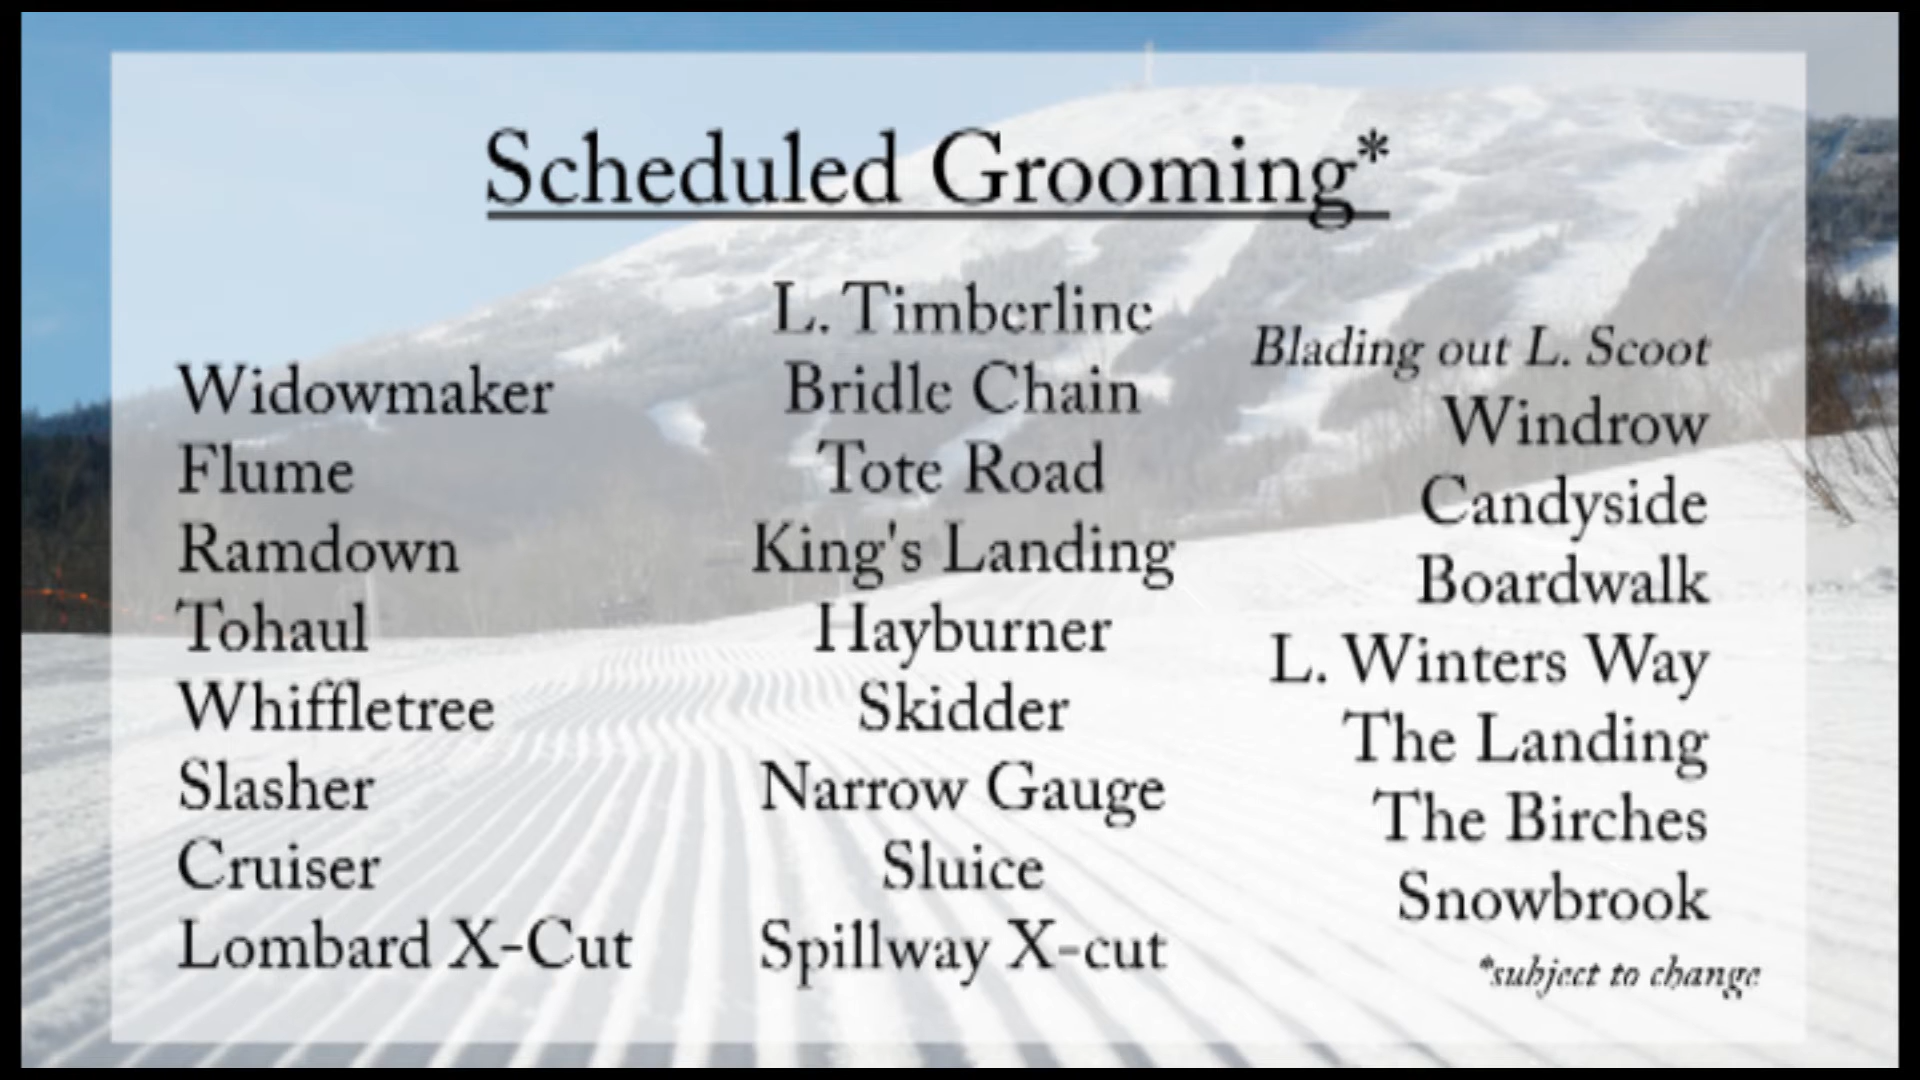 Scheduled Grooming*
Widowmaker
Flume
Ramdown
Tohaul
Whiffletree
Slasher
Cruiser
Lombard X-Cut
L. Timberline
Bridle Chain
Tote Road
King's Landing
Hayburner
Skidder
Narrow Gauge
Sluice
Spillway X-cut
Blading out L. Scoot
Windrow
Candyside
Boardwalk
L. Winters Way
The Landing
The Birches
Snowbrook
*subject to change